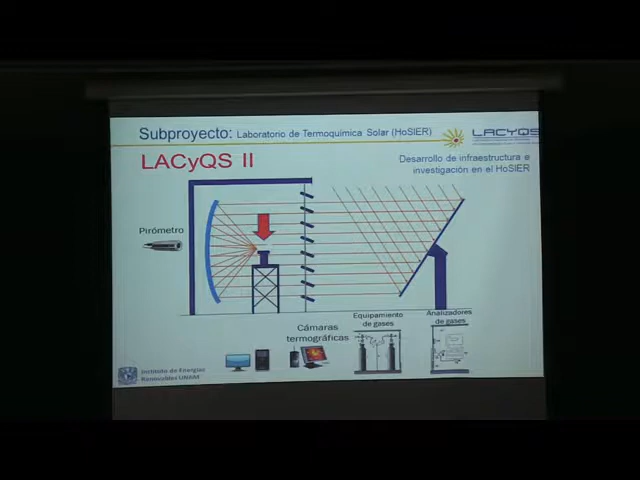 Subproyecto: Laboratorio de Termoquímica Solar (HoSIER)
LACYQS
LACyQS II
Desarrollo de infraestructura e
investigación en el HoSIER
Pirómetro
Cámaras
termográficas
Equipamiento
de gases
Analizadores
de gases
Instituto de Energías
Renovables UNAM